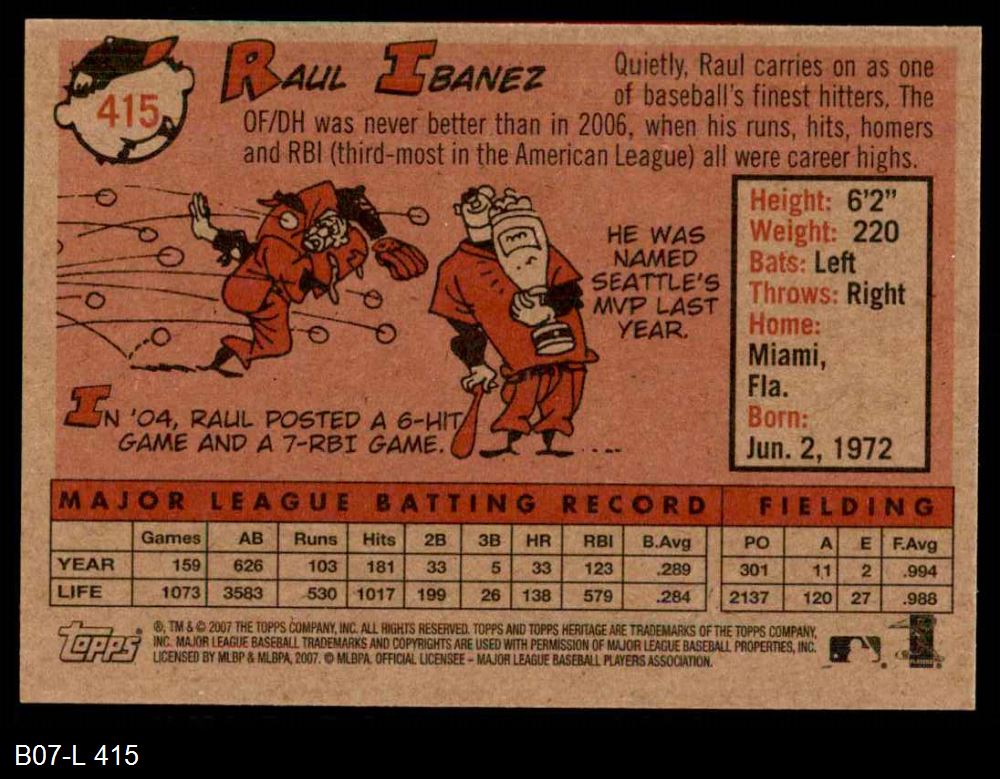 415
RAUL IBANEZ
Quietly, Raul carries on as one
of baseball's finest hitters. The
OF/DH was never better than in 2006, when his runs, hits, homers
and RBI (third-most in the American League) all were career highs.
HE WAS
NAMED
SEATTLE'S
MVP LAST
YEAR.
IN '04, RAUL POSTED A 6-HIT
GAME AND A 7-RBI GAME.
Height: 6'2"
Weight: 220
Bats: Left
Throws: Right
Home:
Miami,
Fla.
Born:
Jun. 2, 1972
MAJOR LEAGUE BATTING RECORD FIELDING
Games AB Runs Hits 2B 3B HR RBI B.Avg PO A E F.Avg
YEAR 159 626 103 181 33 5 33 123 .289 301 11 2 .994
LIFE 1073 3583 530 1017 199 26 138 579 .284 2137 120 27 .988
Topps
®, TM & © 2007 THE TOPPS COMPANY, INC. ALL RIGHTS RESERVED. TOPPS AND TOPPS HERITAGE ARE TRADEMARKS OF THE TOPPS COMPANY,
INC. MAJOR LEAGUE BASEBALL TRADEMARKS AND COPYRIGHTS ARE USED WITH PERMISSION OF MAJOR LEAGUE BASEBALL PROPERTIES, INC.
LICENSED BY MLBP & MLBPA, 2007. © MLBPA. OFFICIAL LICENSEE – MAJOR LEAGUE BASEBALL PLAYERS ASSOCIATION.
B07-L 415